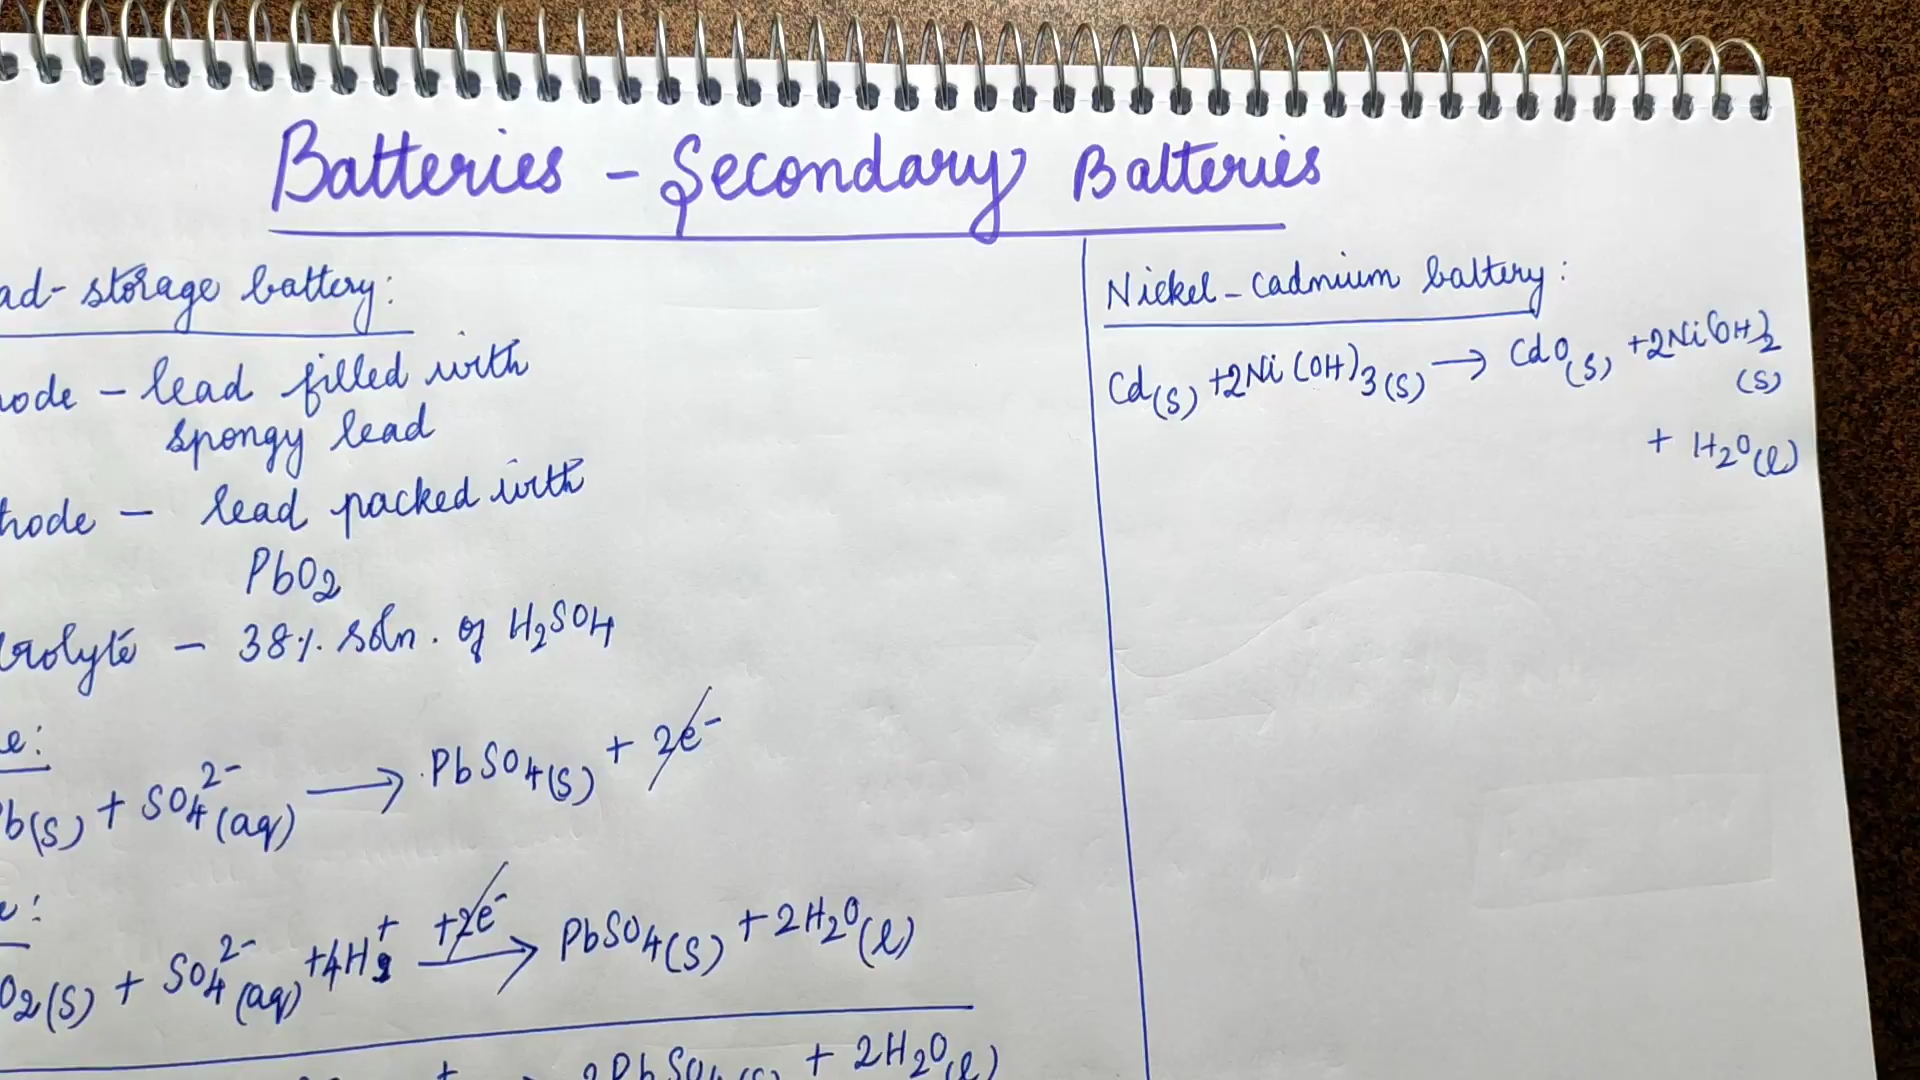 Batteries - Secondary Batteries
ad-storage battery:
ode - lead filled with
spongy lead
hode - lead packed with
PbO2
rolyte - 38% soln. of H2SO4
e:
b(s) + SO4^2-(aq) → PbSO4(s) + 2e-
e:
O2(s) + SO4^2-(aq) +4H+ +2e- → PbSO4(s) + 2H2O(l)
+ 2PbSO4(s) + 2H2O(l)
Nickel-cadmium battery:
Cd(s) +2Ni(OH)3(s) → CdO(s) +2Ni(OH)2
(s)
+ H2O(l)